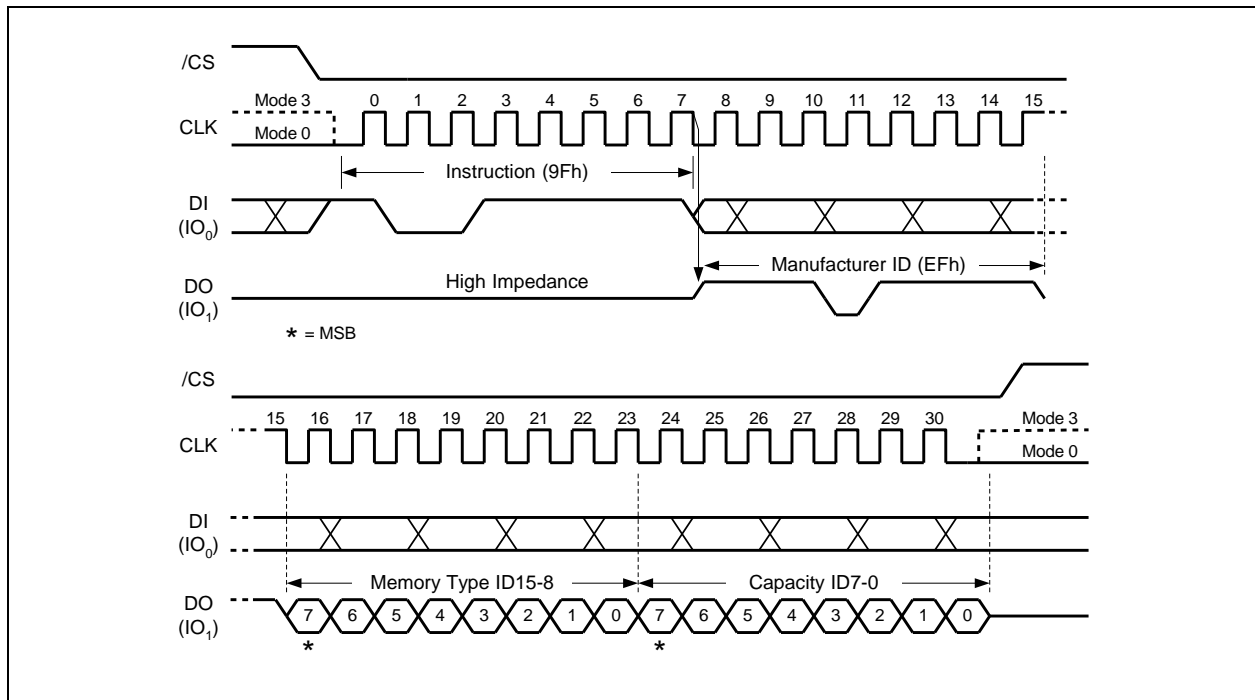 /CS
Mode 3 0 1 2 3 4 5 6 7 8 9 10 11 12 13 14 15
CLK
Mode 0
Instruction (9Fh)
DI
(IO0)
Manufacturer ID (EFh)
DO High Impedance
(IO1)
* = MSB
/CS
15 16 17 18 19 20 21 22 23 24 25 26 27 28 29 30 Mode 3
CLK
Mode 0
DI
(IO0)
Memory Type ID15-8 Capacity ID7-0
DO 7 6 5 4 3 2 1 0 7 6 5 4 3 2 1 0
(IO1)
* *